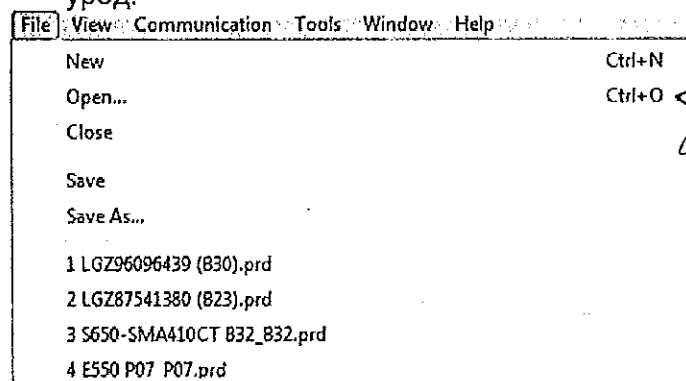 урод.
File View Communication Tools Window Help
New Ctrl+N
Open... Ctrl+O <
Close
Save
Save As...
1 LGZ96096439 (B30).prd
2 LGZ87541380 (B23).prd
3 S650-SMA410CT B32_B32.prd
4 E550 P07_P07.prd